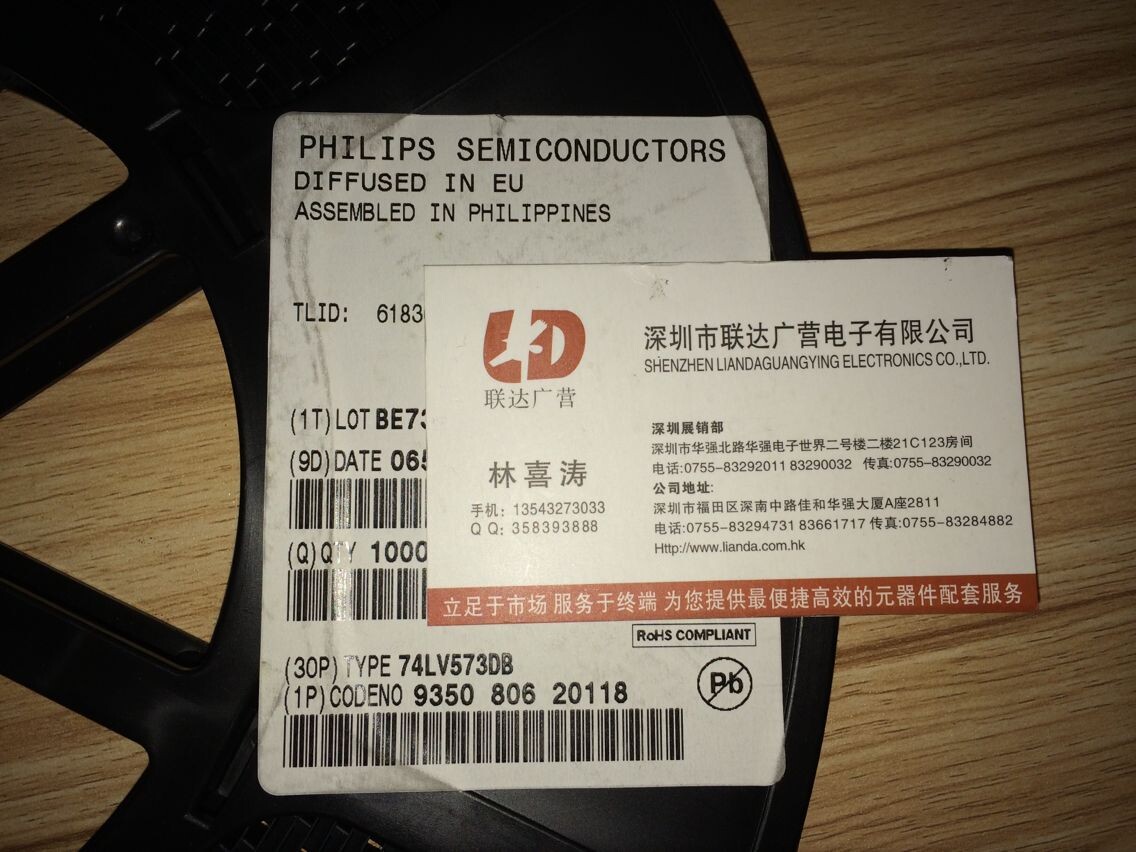 PHILIPS SEMICONDUCTORS
DIFFUSED IN EU
ASSEMBLED IN PHILIPPINES
TLID: 6183
(1T) LOT BE73
(9D) DATE 065
(Q) QTY 1000
(30P) TYPE 74LV573DB
(1P) CODENO 9350 806 20118
RoHS COMPLIANT
Pb
LD
联达广营
深圳市联达广营电子有限公司
SHENZHEN LIANDAGUANGYING ELECTRONICS CO.,LTD.
林喜涛
手机: 13543273033
Q Q: 358393888
深圳展销部
深圳市华强北路华强电子世界二号楼二楼21C123房间
电话:0755-83292011 83290032 传真:0755-83290032
公司地址:
深圳市福田区深南中路佳和华强大厦A座2811
电话:0755-83294731 83661717 传真:0755-83284882
Http://www.lianda.com.hk
立足于市场 服务于终端 为您提供最便捷高效的元器件配套服务